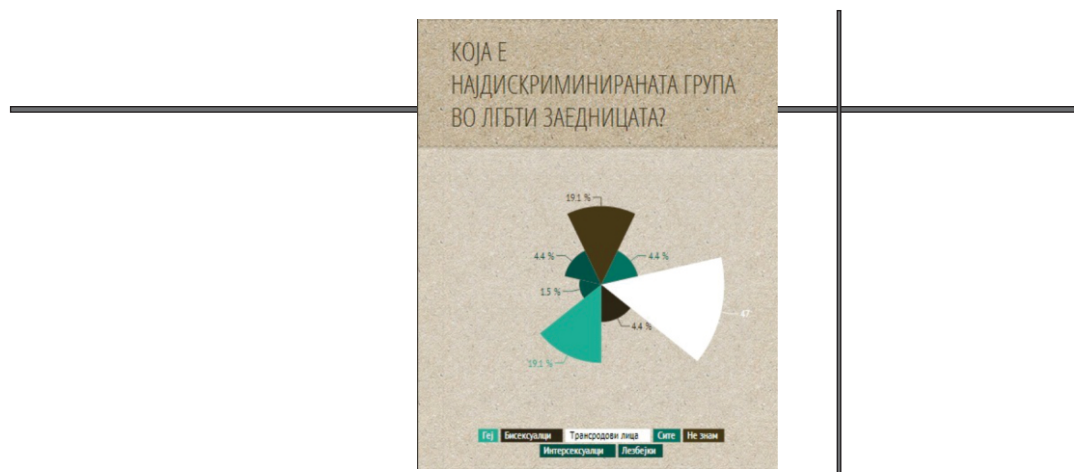 КОЈА Е
НАЈДИСКРИМИНИРАНАТА ГРУПА
ВО ЛГБТИ ЗАЕДНИЦАТА?
19.1 %
4.4 %
4.4 %
1.5 %
47
4.4 %
19.1 %
Геј Бисексуалци Трансродови лица Сите Не знам
Интерсексуалци Лезбејки